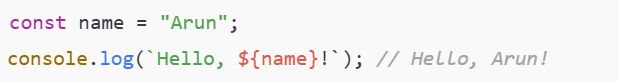 const name = "Arun";
console.log(`Hello, ${name}!`); // Hello, Arun!